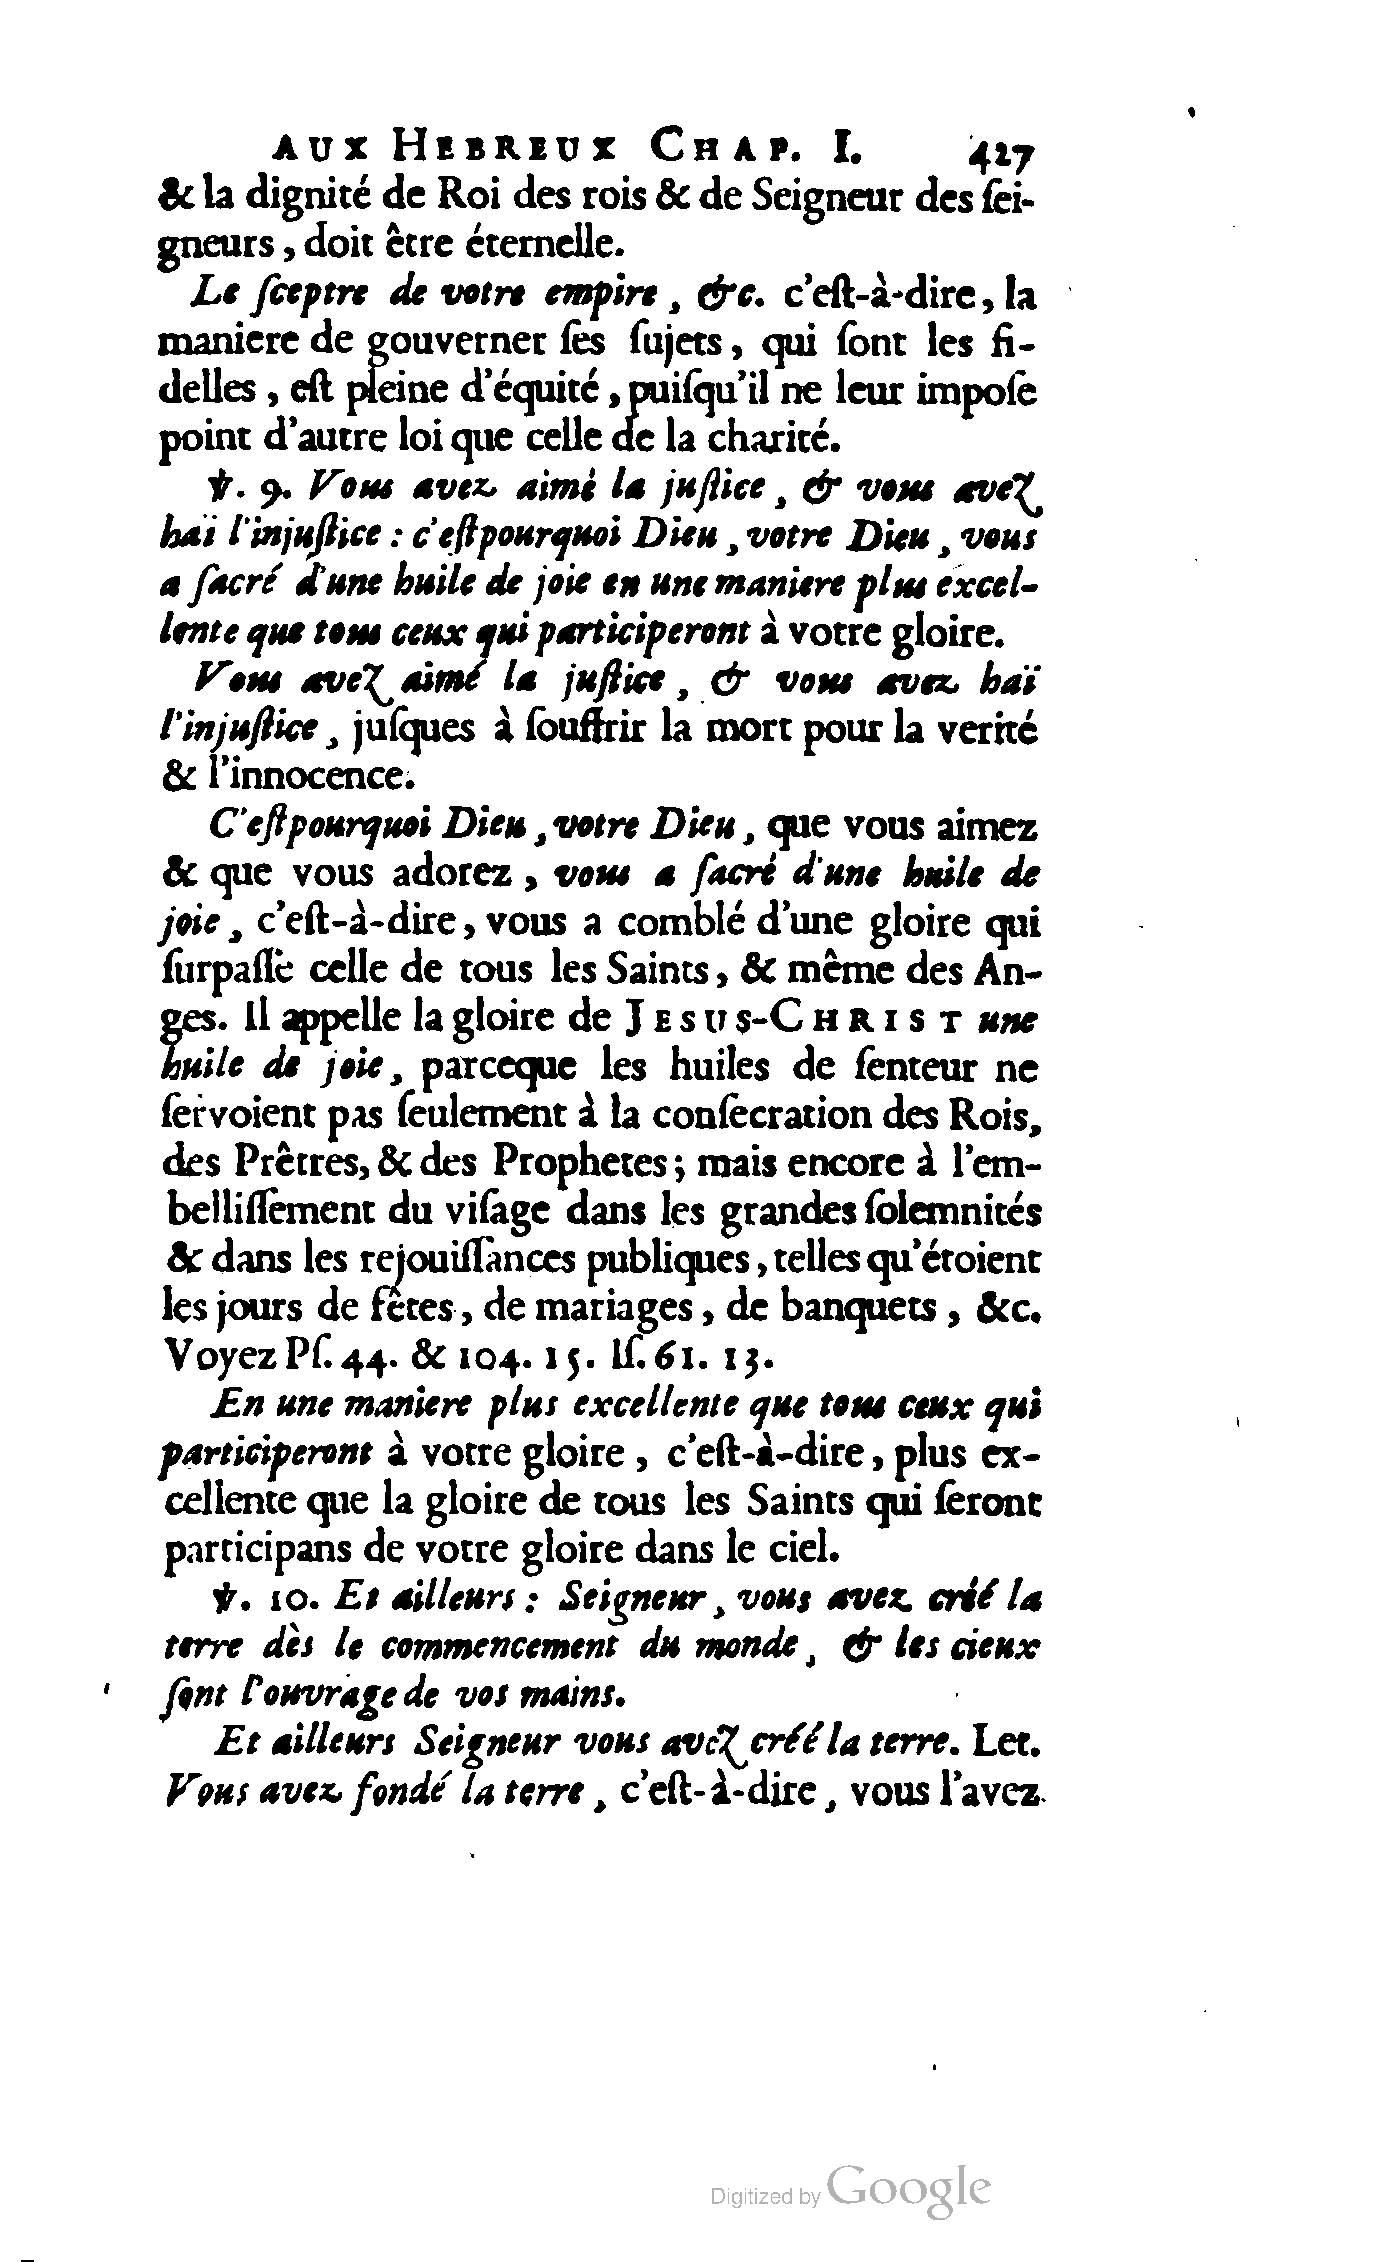 AUX HEBREUX CHAP. I. 427
& la dignité de Roi des rois & de Seigneur des ſei-
gneurs, doit être éternelle.
Le ſceptre de votre empire, &c. c'eſt-à-dire, la
maniere de gouverner ſes ſujets, qui ſont les fi-
delles, eſt pleine d'équité, puiſqu'il ne leur impoſe
point d'autre loi que celle de la charité.
℣. 9. Vous avez aimé la juſtice, & vous avez
haï l'injuſtice : c'eſtpourquoi Dieu, votre Dieu, vous
a ſacré d'une huile de joie en une maniere plus excel-
lente que tous ceux qui participeront à votre gloire.
Vous avez aimé la juſtice, & vous avez haï
l'injuſtice, juſques à ſouffrir la mort pour la verité
& l'innocence.
C'eſtpourquoi Dieu, votre Dieu, que vous aimez
& que vous adorez, vous a ſacré d'une huile de
joie, c'eſt-à-dire, vous a comblé d'une gloire qui
ſurpaſſe celle de tous les Saints, & même des An-
ges. Il appelle la gloire de JESUS-CHRIST une
huile de joie, parceque les huiles de ſenteur ne
ſervoient pas ſeulement à la conſecration des Rois,
des Prêtres, & des Prophetes; mais encore à l'em-
belliſſement du viſage dans les grandes ſolemnités
& dans les rejouiſſances publiques, telles qu'étoient
les jours de fêtes, de mariages, de banquets, &c.
Voyez Pſ. 44. & 104. 15. Iſ. 61. 13.
En une maniere plus excellente que tous ceux qui
participeront à votre gloire, c'eſt-à-dire, plus ex-
cellente que la gloire de tous les Saints qui ſeront
participans de votre gloire dans le ciel.
℣. 10. Et ailleurs : Seigneur, vous avez créé la
terre dès le commencement du monde, & les cieux
ſont l'ouvrage de vos mains.
Et ailleurs Seigneur vous avez créé la terre. Let.
Vous avez fondé la terre, c'eſt-à-dire, vous l'avez
Digitized by Google